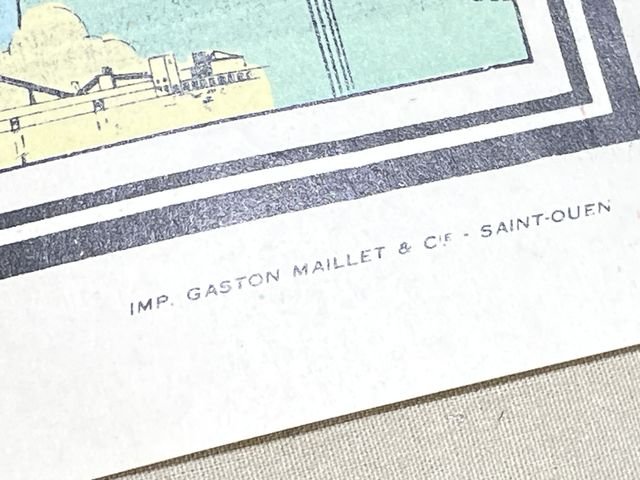 IMP. GASTON MAILLET & CIE - SAINT-OUEN